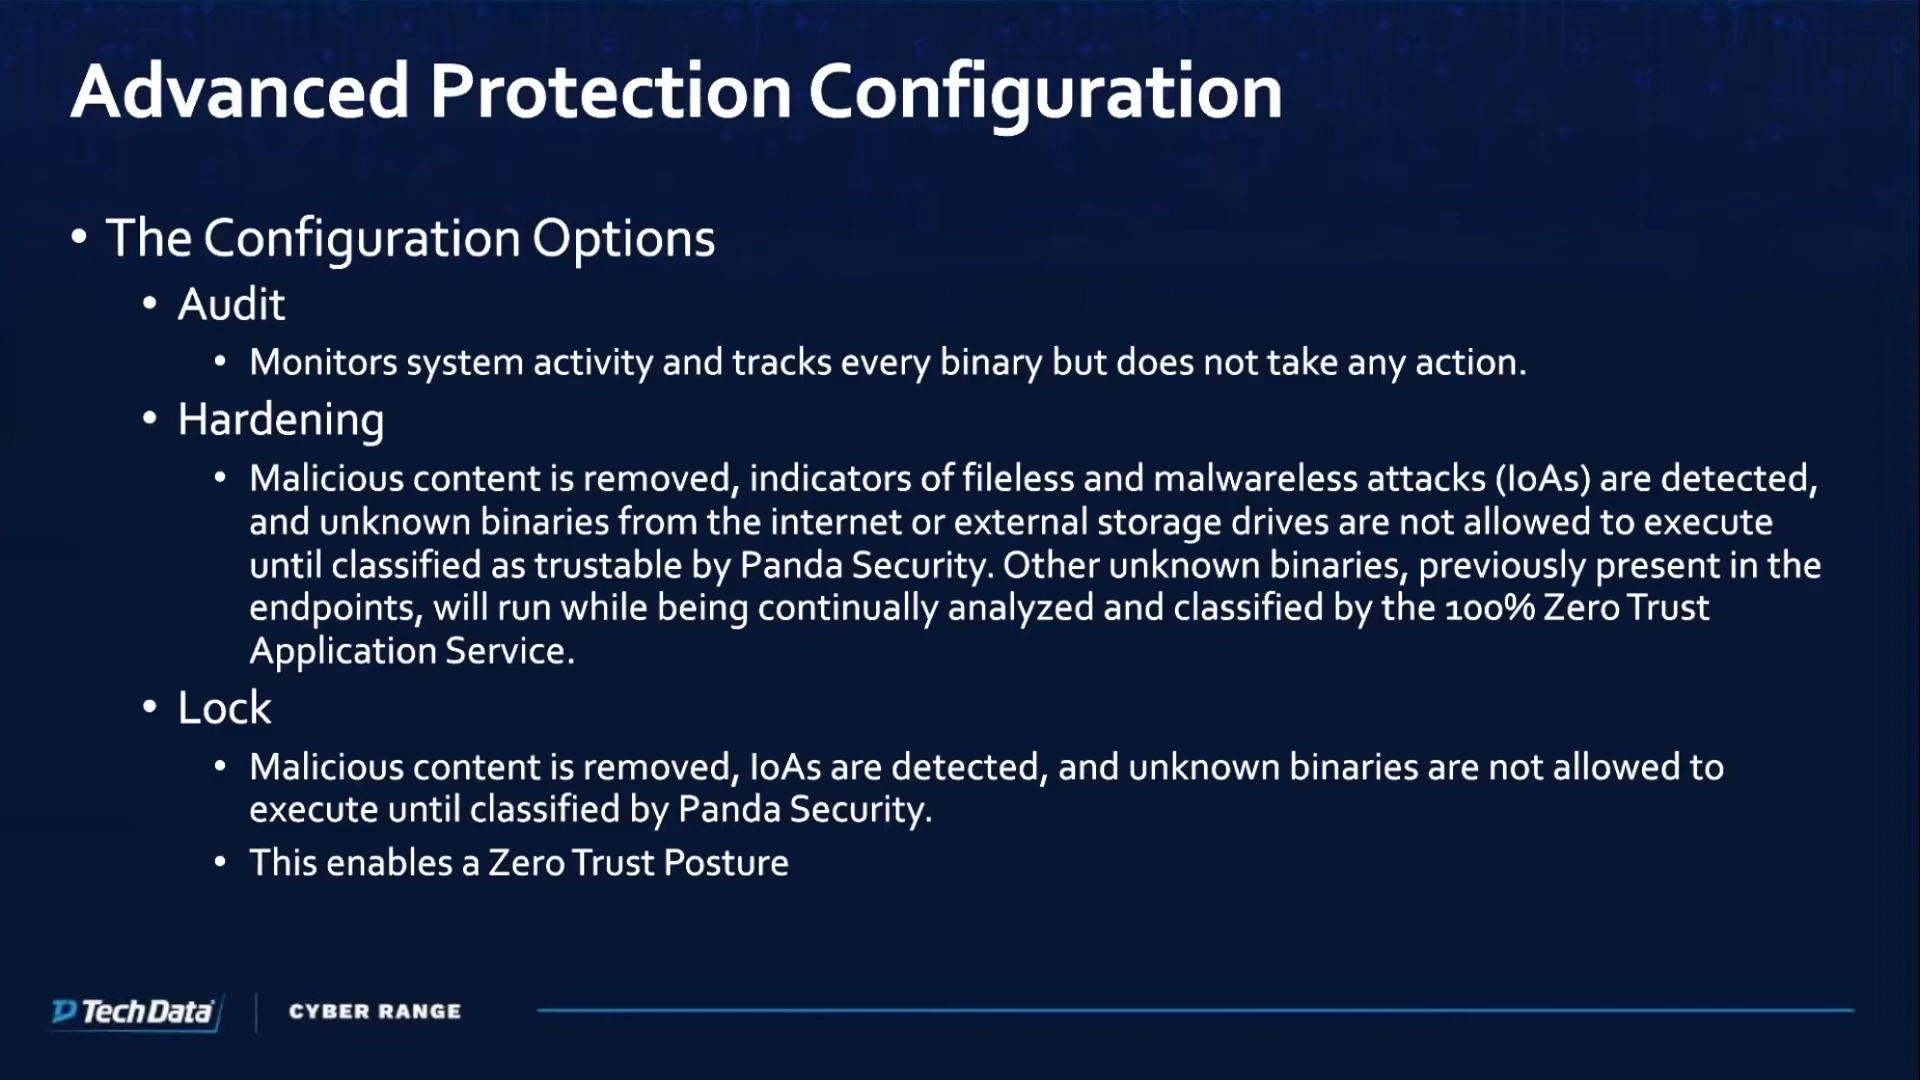 Advanced Protection Configuration
• The Configuration Options
• Audit
• Monitors system activity and tracks every binary but does not take any action.
• Hardening
• Malicious content is removed, indicators of fileless and malwareless attacks (IoAs) are detected,
and unknown binaries from the internet or external storage drives are not allowed to execute
until classified as trustable by Panda Security. Other unknown binaries, previously present in the
endpoints, will run while being continually analyzed and classified by the 100% Zero Trust
Application Service.
• Lock
• Malicious content is removed, IoAs are detected, and unknown binaries are not allowed to
execute until classified by Panda Security.
• This enables a Zero Trust Posture
Tech Data | CYBER RANGE